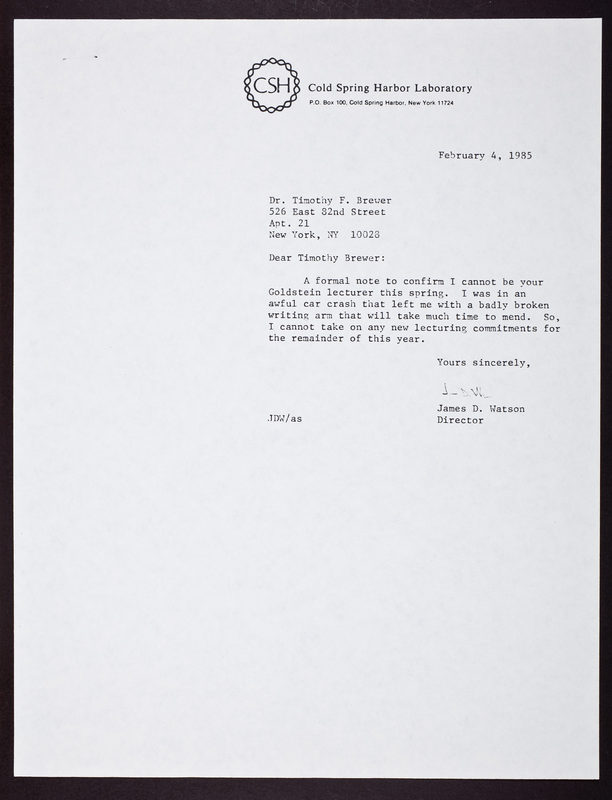 CSH
Cold Spring Harbor Laboratory
P.O. Box 100, Cold Spring Harbor, New York 11724
February 4, 1985
Dr. Timothy F. Brewer
526 East 82nd Street
Apt. 21
New York, NY 10028
Dear Timothy Brewer:
A formal note to confirm I cannot be your
Goldstein lecturer this spring. I was in an
awful car crash that left me with a badly broken
writing arm that will take much time to mend. So,
I cannot take on any new lecturing commitments for
the remainder of this year.
Yours sincerely,
James D. Watson
JDW/as
Director